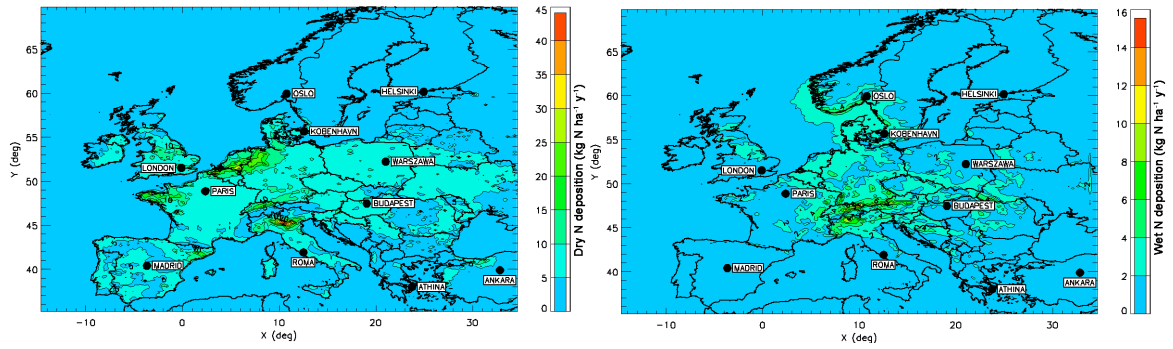 65
60
55
50
45
40
Y (deg)
-10
0
10
20
30
X (deg)
OSLO
HELSINKI
KOBENHAVN
LONDON
WARSZAWA
PARIS
BUDAPEST
MADRID
ROMA
ANKARA
ATHINA
45
40
35
30
25
20
15
10
5
0
Dry N deposition (kg N ha⁻¹ y⁻¹)
65
60
55
50
45
40
Y (deg)
-10
0
10
20
30
X (deg)
OSLO
HELSINKI
KOBENHAVN
LONDON
WARSZAWA
PARIS
BUDAPEST
MADRID
ROMA
ANKARA
ATHINA
16
14
12
10
8
6
4
2
0
Wet N deposition (kg N ha⁻¹ y⁻¹)